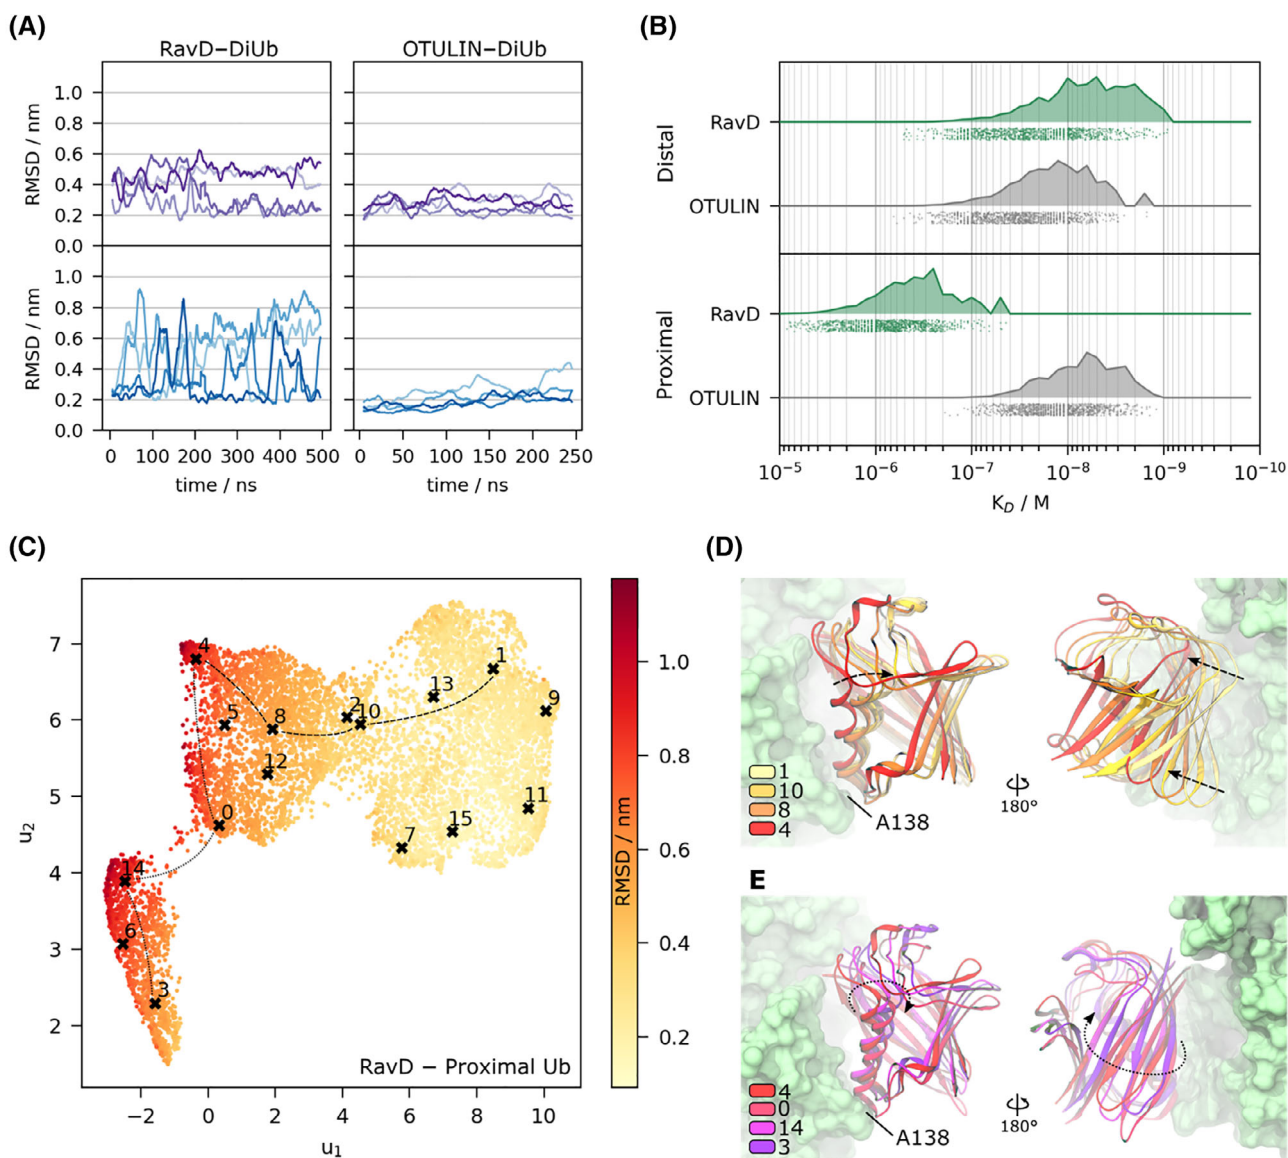 (A)
RavD–DiUb
OTULIN–DiUb
RMSD / nm
1.0
0.8
0.6
0.4
0.2
0.0
RMSD / nm
1.0
0.8
0.6
0.4
0.2
0.0
0 100 200 300 400 500
time / ns
0 50 100 150 200 250
time / ns
(B)
Distal
RavD
OTULIN
Proximal
RavD
OTULIN
10⁻⁵ 10⁻⁶ 10⁻⁷ 10⁻⁸ 10⁻⁹ 10⁻¹⁰
K_D / M
(C)
u₂
7
6
5
4
3
2
4
1
13
9
5
8
2
10
12
0
7
15
11
14
6
3
RavD – Proximal Ub
−2 0 2 4 6 8 10
u₁
RMSD / nm
1.0
0.8
0.6
0.4
0.2
(D)
1
10
8
4
A138
180°
E
4
0
14
3
A138
180°